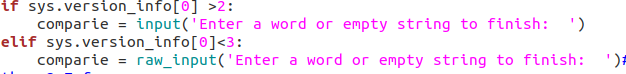 if sys.version_info[0] >2:
    comparie = input('Enter a word or empty string to finish:  ')
elif sys.version_info[0]<3:
    comparie = raw_input('Enter a word or empty string to finish:  ')#